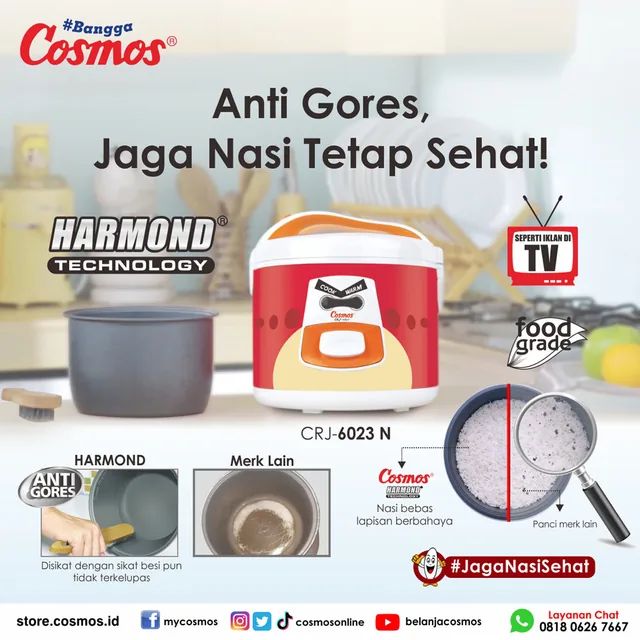 #Bangga
Cosmos®
Anti Gores,
Jaga Nasi Tetap Sehat!
HARMOND®
TECHNOLOGY
SEPERTI IKLAN DI
TV
food
grade
COOK WARM
Cosmos
CRJ-6023 N
HARMOND
Merk Lain
ANTI
GORES
Disikat dengan sikat besi pun
tidak terkelupas
Cosmos®
HARMOND
TECHNOLOGY
Nasi bebas
lapisan berbahaya
Panci merk lain
#JagaNasiSehat
store.cosmos.id
mycosmos
cosmosonline
belanjacosmos
Layanan Chat
0818 0626 7667